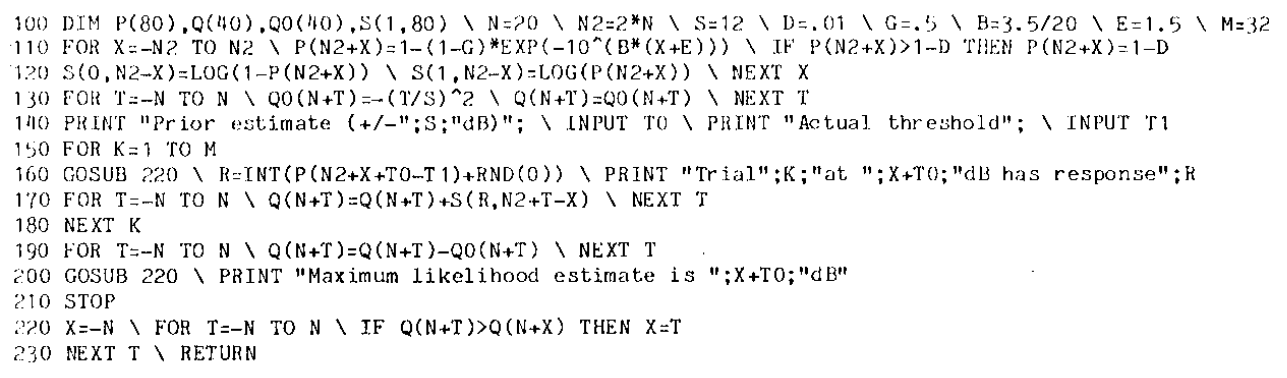 100 DIM P(80),Q(40),Q0(40),S(1,80) \ N=20 \ N2=2*N \ S=12 \ D=.01 \ G=.5 \ B=3.5/20 \ E=1.5 \ M=32
110 FOR X=-N2 TO N2 \ P(N2+X)=1-(1-G)*EXP(-10^(B*(X+E))) \ IF P(N2+X)>1-D THEN P(N2+X)=1-D
120 S(0,N2-X)=LOG(1-P(N2+X)) \ S(1,N2-X)=LOG(P(N2+X)) \ NEXT X
130 FOR T=-N TO N \ Q0(N+T)=-(T/S)^2 \ Q(N+T)=Q0(N+T) \ NEXT T
140 PRINT "Prior estimate (+/-";S;"dB)"; \ INPUT T0 \ PRINT "Actual threshold"; \ INPUT T1
150 FOR K=1 TO M
160 GOSUB 220 \ R=INT(P(N2+X+T0-T1)+RND(0)) \ PRINT "Trial";K;"at ";X+T0;"dB has response";R
170 FOR T=-N TO N \ Q(N+T)=Q(N+T)+S(R,N2+T-X) \ NEXT T
180 NEXT K
190 FOR T=-N TO N \ Q(N+T)=Q(N+T)-Q0(N+T) \ NEXT T
200 GOSUB 220 \ PRINT "Maximum likelihood estimate is ";X+T0;"dB"
210 STOP
220 X=-N \ FOR T=-N TO N \ IF Q(N+T)>Q(N+X) THEN X=T
230 NEXT T \ RETURN